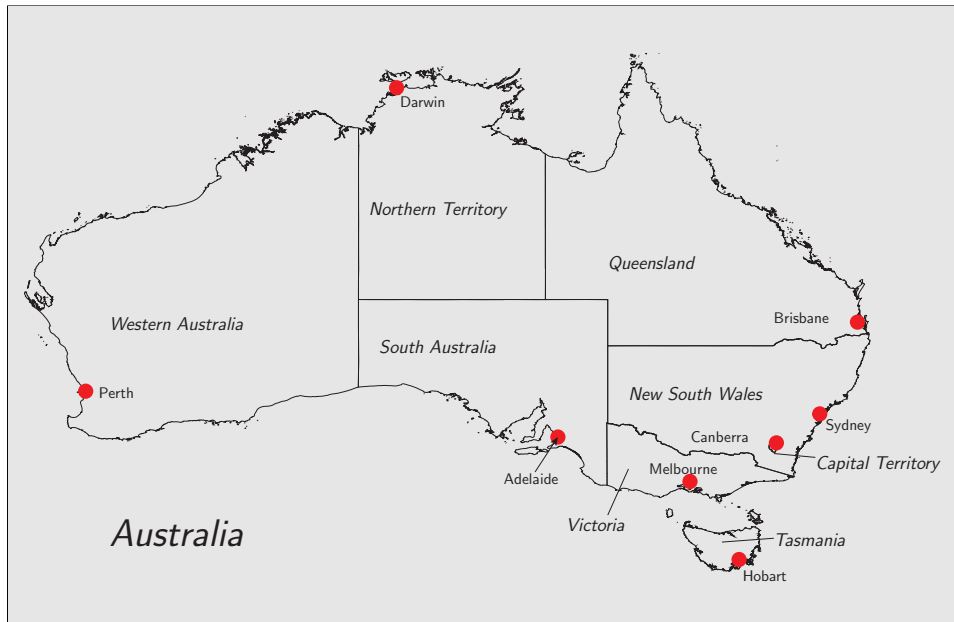 Darwin
Northern Territory
Queensland
Western Australia
Brisbane
South Australia
Perth
New South Wales
Sydney
Canberra
Capital Territory
Melbourne
Adelaide
Victoria
Australia
Tasmania
Hobart